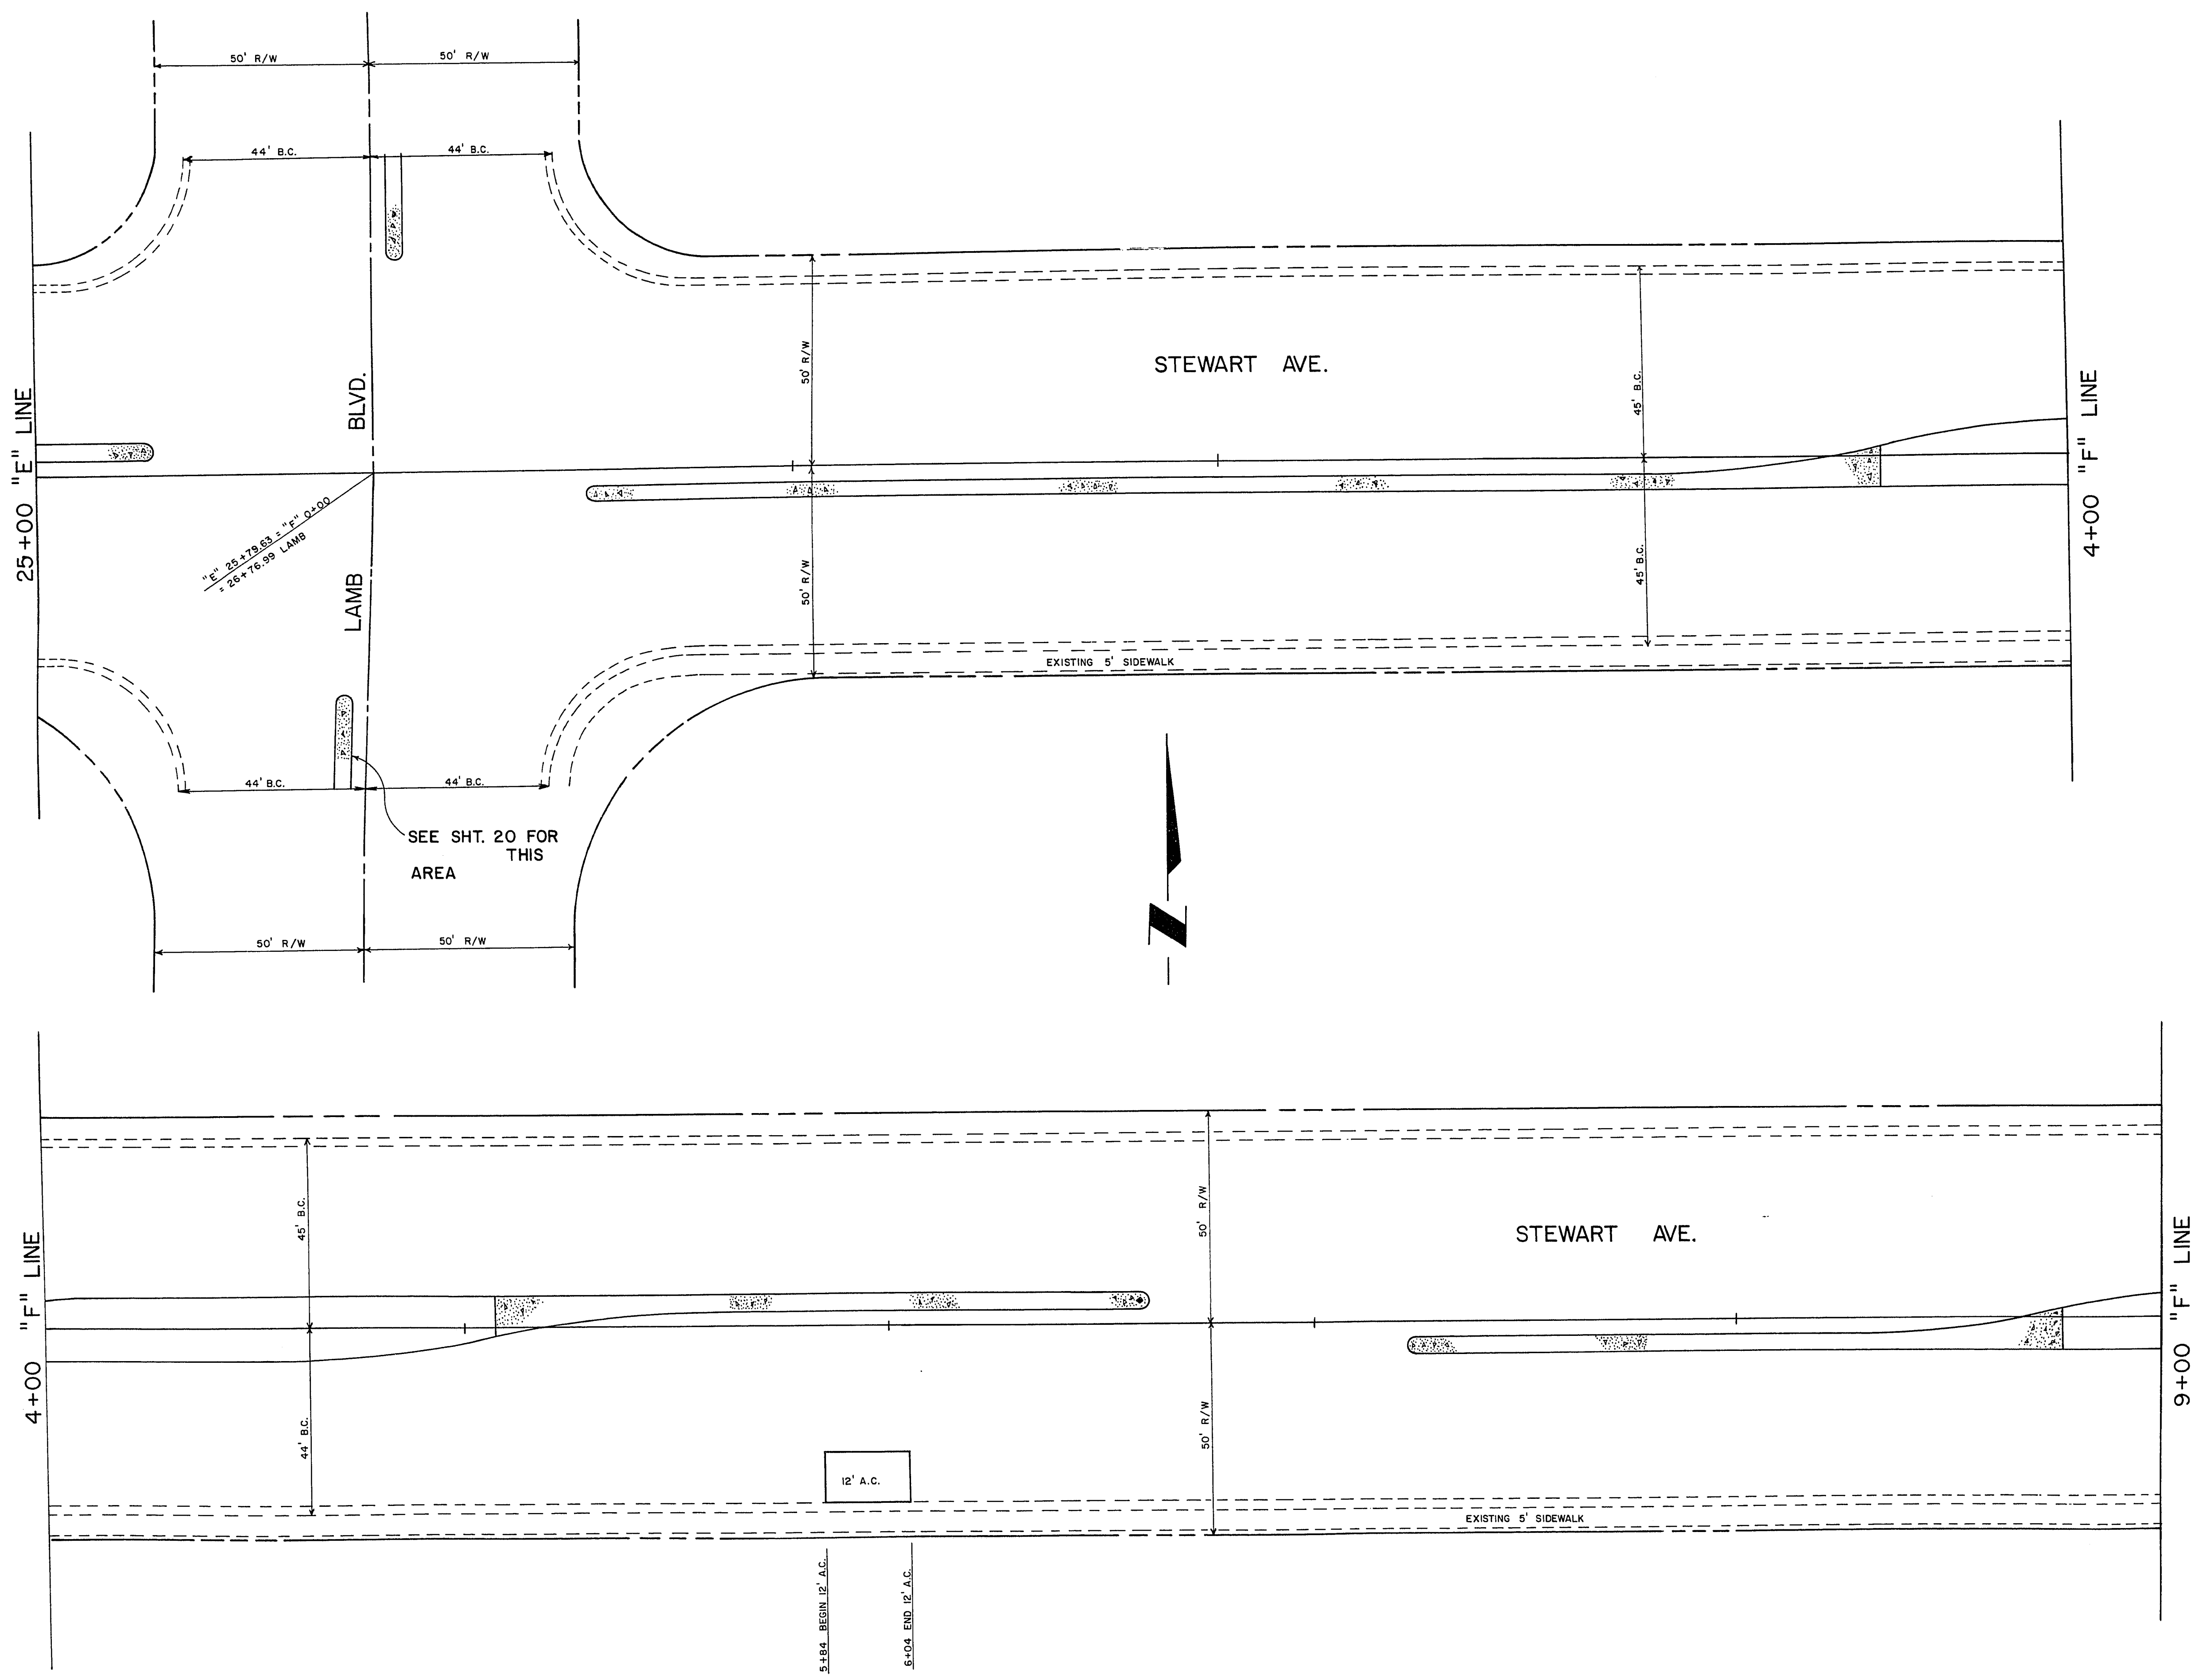 50' R/W
50' R/W
44' B.C.
44' B.C.
STEWART AVE.
50' R/W
45' B.C.
BLVD.
25+00 "E" LINE
4+00 "F" LINE
"E" 25+79.63 = "F" 0+00
= 26+76.99 LAMB
LAMB
50' R/W
45' B.C.
EXISTING 5' SIDEWALK
44' B.C.
44' B.C.
SEE SHT. 20 FOR
THIS
AREA
50' R/W
50' R/W
N
45' B.C.
50' R/W
STEWART AVE.
4+00 "F" LINE
9+00 "F" LINE
44' B.C.
50' R/W
12' A.C.
EXISTING 5' SIDEWALK
5+84 BEGIN 12' A.C.
6+04 END 12' A.C.